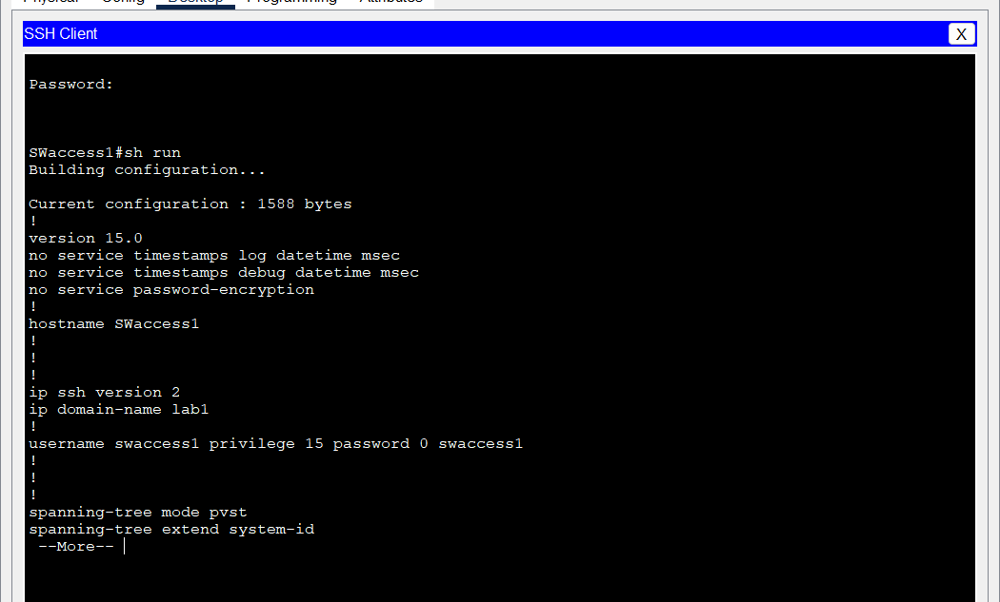 Physical Config Desktop Programming Attributes
SSH Client
X
Password:
SWaccess1#sh run
Building configuration...
Current configuration : 1588 bytes
!
version 15.0
no service timestamps log datetime msec
no service timestamps debug datetime msec
no service password-encryption
!
hostname SWaccess1
!
!
!
ip ssh version 2
ip domain-name lab1
!
username swaccess1 privilege 15 password 0 swaccess1
!
!
!
spanning-tree mode pvst
spanning-tree extend system-id
--More--